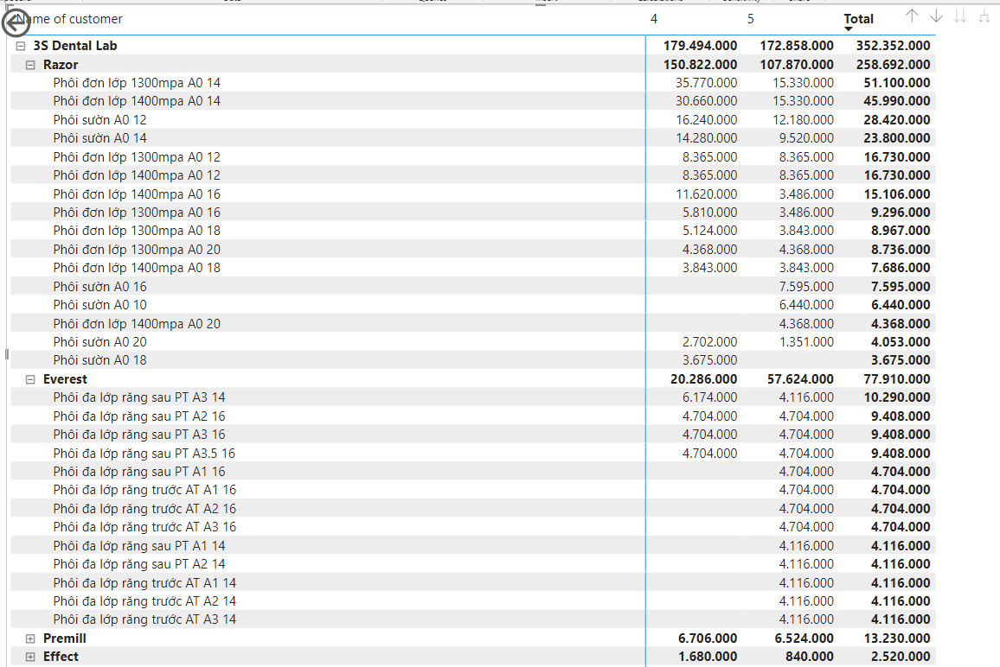 Name of customer 4 5 Total
3S Dental Lab 179.494.000 172.858.000 352.352.000
Razor 150.822.000 107.870.000 258.692.000
Phôi đơn lớp 1300mpa A0 14 35.770.000 15.330.000 51.100.000
Phôi đơn lớp 1400mpa A0 14 30.660.000 15.330.000 45.990.000
Phôi sườn A0 12 16.240.000 12.180.000 28.420.000
Phôi sườn A0 14 14.280.000 9.520.000 23.800.000
Phôi đơn lớp 1300mpa A0 12 8.365.000 8.365.000 16.730.000
Phôi đơn lớp 1400mpa A0 12 8.365.000 8.365.000 16.730.000
Phôi đơn lớp 1400mpa A0 16 11.620.000 3.486.000 15.106.000
Phôi đơn lớp 1300mpa A0 16 5.810.000 3.486.000 9.296.000
Phôi đơn lớp 1300mpa A0 18 5.124.000 3.843.000 8.967.000
Phôi đơn lớp 1300mpa A0 20 4.368.000 4.368.000 8.736.000
Phôi đơn lớp 1400mpa A0 18 3.843.000 3.843.000 7.686.000
Phôi sườn A0 16 7.595.000 7.595.000
Phôi sườn A0 10 6.440.000 6.440.000
Phôi đơn lớp 1400mpa A0 20 4.368.000 4.368.000
Phôi sườn A0 20 2.702.000 1.351.000 4.053.000
Phôi sườn A0 18 3.675.000 3.675.000
Everest 20.286.000 57.624.000 77.910.000
Phôi đa lớp răng sau PT A3 14 6.174.000 4.116.000 10.290.000
Phôi đa lớp răng sau PT A2 16 4.704.000 4.704.000 9.408.000
Phôi đa lớp răng sau PT A3 16 4.704.000 4.704.000 9.408.000
Phôi đa lớp răng sau PT A3.5 16 4.704.000 4.704.000 9.408.000
Phôi đa lớp răng sau PT A1 16 4.704.000 4.704.000
Phôi đa lớp răng trước AT A1 16 4.704.000 4.704.000
Phôi đa lớp răng trước AT A2 16 4.704.000 4.704.000
Phôi đa lớp răng trước AT A3 16 4.704.000 4.704.000
Phôi đa lớp răng sau PT A1 14 4.116.000 4.116.000
Phôi đa lớp răng sau PT A2 14 4.116.000 4.116.000
Phôi đa lớp răng trước AT A1 14 4.116.000 4.116.000
Phôi đa lớp răng trước AT A2 14 4.116.000 4.116.000
Phôi đa lớp răng trước AT A3 14 4.116.000 4.116.000
Premill 6.706.000 6.524.000 13.230.000
Effect 1.680.000 840.000 2.520.000